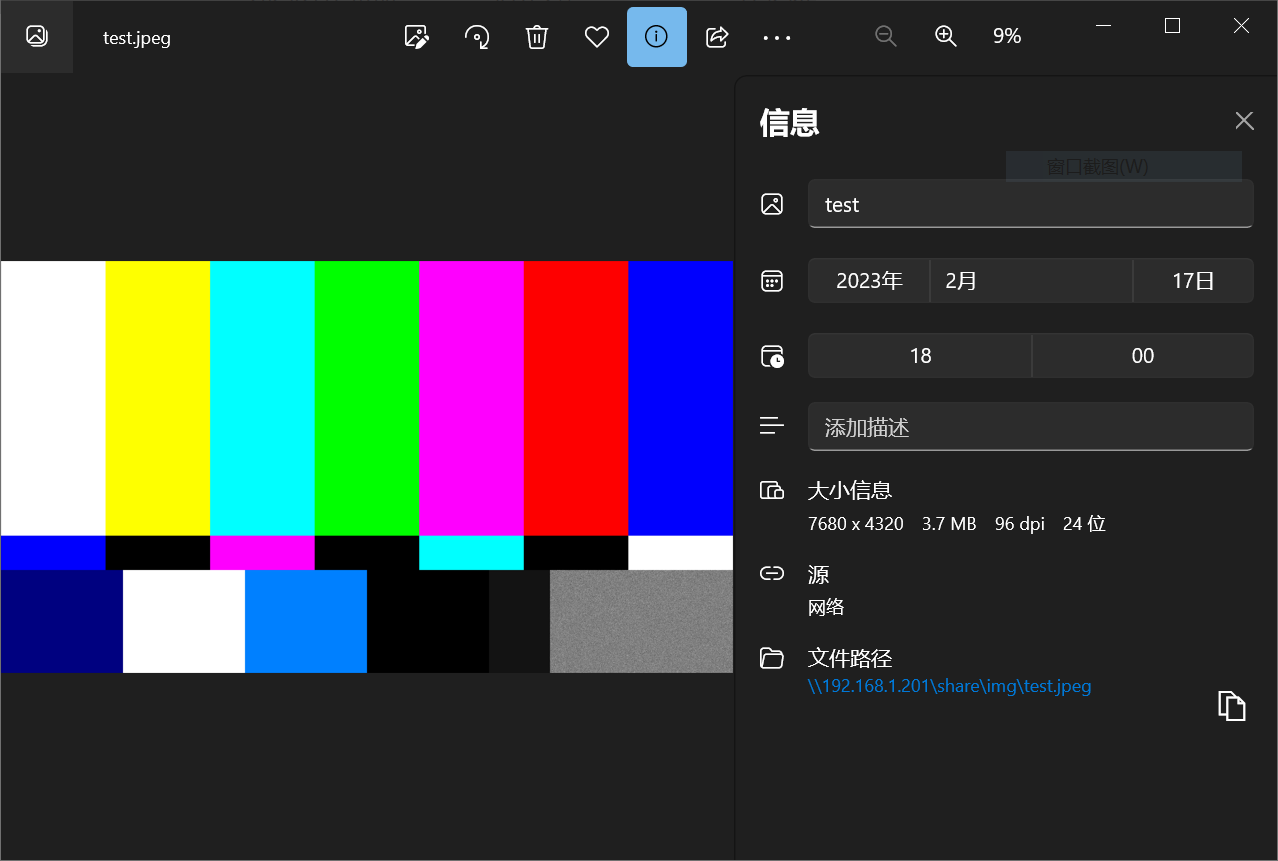 test.jpeg
9%
信息
窗口截图(W)
test
2023年 2月 17日
18 00
添加描述
大小信息
7680 x 4320 3.7 MB 96 dpi 24 位
源
网络
文件路径
\\192.168.1.201\share\img\test.jpeg